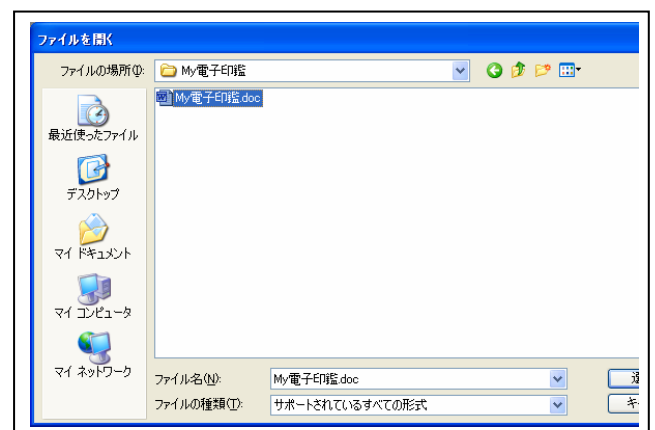 ファイルを開く
ファイルの場所(I):
My電子印鑑
My電子印鑑.doc
最近使ったファイル
デスクトップ
マイ ドキュメント
マイ コンピュータ
マイ ネットワーク
ファイル名(N):
My電子印鑑.doc
ファイルの種類(T):
サポートされているすべての形式
キ